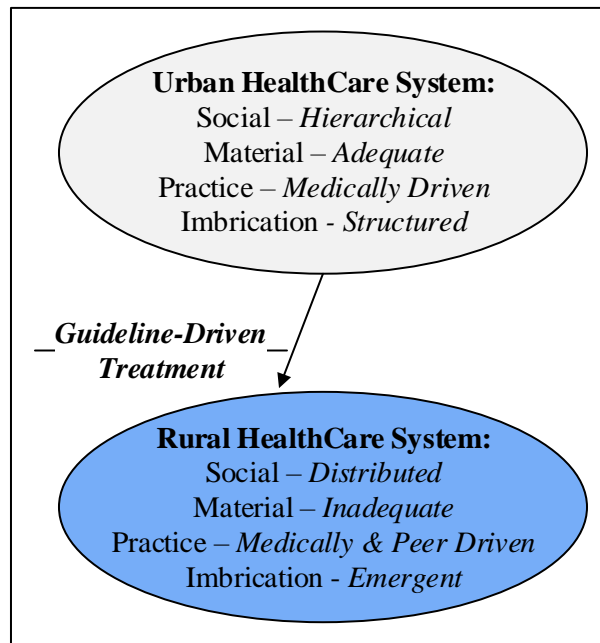 Urban HealthCare System:
Social – Hierarchical
Material – Adequate
Practice – Medically Driven
Imbrication - Structured
_Guideline-Driven_
Treatment
Rural HealthCare System:
Social – Distributed
Material – Inadequate
Practice – Medically & Peer Driven
Imbrication - Emergent